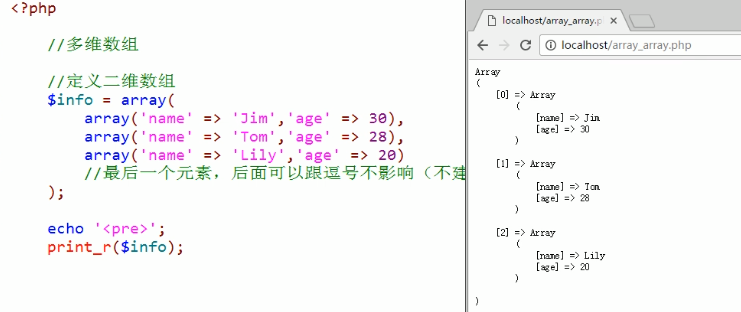 <?php
//多维数组
//定义二维数组
$info = array(
array('name' => 'Jim','age' => 30),
array('name' => 'Tom','age' => 28),
array('name' => 'Lily','age' => 20)
//最后一个元素，后面可以跟逗号不影响（不建
);
echo '<pre>';
print_r($info);
localhost/array_array.p
localhost/array_array.php
Array
(
[0] => Array
(
[name] => Jim
[age] => 30
)
[1] => Array
(
[name] => Tom
[age] => 28
)
[2] => Array
(
[name] => Lily
[age] => 20
)
)